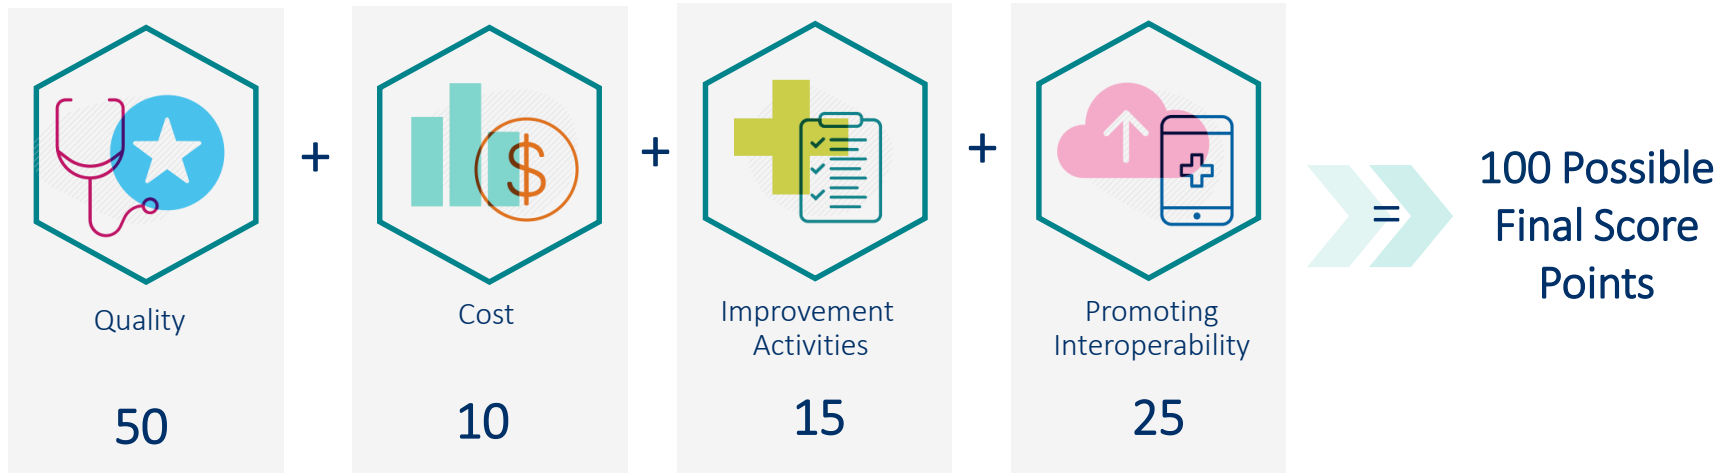 Quality
50
+
Cost
10
+
Improvement
Activities
15
+
Promoting
Interoperability
25
=
100 Possible
Final Score
Points